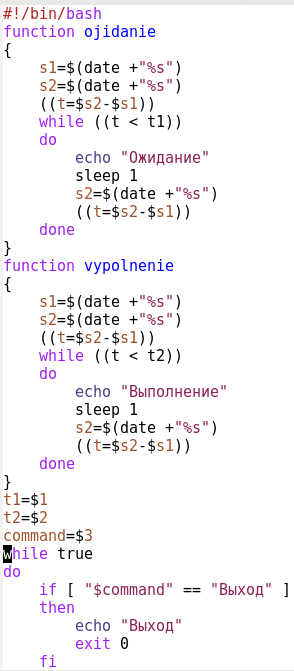 #!/bin/bash
function ojidanie
{
    s1=$(date +"%s")
    s2=$(date +"%s")
    ((t=$s2-$s1))
    while ((t < t1))
    do
        echo "Ожидание"
        sleep 1
        s2=$(date +"%s")
        ((t=$s2-$s1))
    done
}
function vypolnenie
{
    s1=$(date +"%s")
    s2=$(date +"%s")
    ((t=$s2-$s1))
    while ((t < t2))
    do
        echo "Выполнение"
        sleep 1
        s2=$(date +"%s")
        ((t=$s2-$s1))
    done
}
t1=$1
t2=$2
command=$3
while true
do
    if [ "$command" == "Выход" ]
    then
        echo "Выход"
        exit 0
    fi